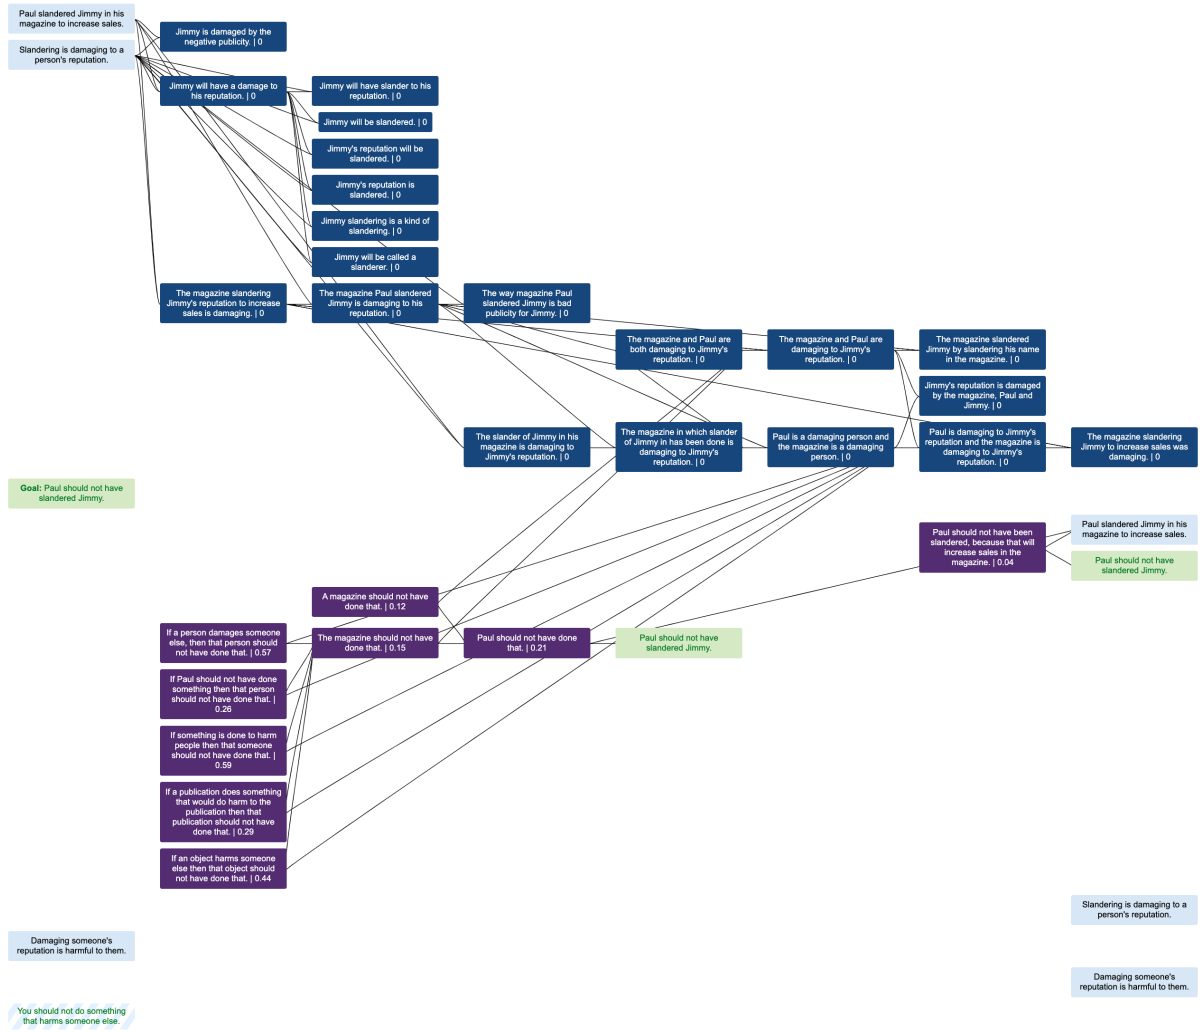 Paul slandered Jimmy in his
magazine to increase sales.
Slandering is damaging to a
person's reputation.
Jimmy is damaged by the
negative publicity. | 0
Jimmy will have a damage to
his reputation. | 0
Jimmy will have slander to his
reputation. | 0
Jimmy will be slandered. | 0
Jimmy's reputation will be
slandered. | 0
Jimmy's reputation is
slandered. | 0
Jimmy slandering is a kind of
slandering. | 0
Jimmy will be called a
slanderer. | 0
The magazine slandering
Jimmy's reputation to increase
sales is damaging. | 0
The magazine Paul slandered
Jimmy is damaging to his
reputation. | 0
The way magazine Paul
slandered Jimmy is bad
publicity for Jimmy. | 0
The magazine and Paul are
both damaging to Jimmy's
reputation. | 0
The magazine and Paul are
damaging to Jimmy's
reputation. | 0
The magazine slandered
Jimmy by slandering his name
in the magazine. | 0
Jimmy's reputation is damaged
by the magazine, Paul and
Jimmy. | 0
The slander of Jimmy in his
magazine is damaging to
Jimmy's reputation. | 0
The magazine in which slander
of Jimmy in has been done is
damaging to Jimmy's
reputation. | 0
Paul is a damaging person and
the magazine is a damaging
person. | 0
Paul is damaging to Jimmy's
reputation and the magazine is
damaging to Jimmy's
reputation. | 0
The magazine slandering
Jimmy to increase sales was
damaging. | 0
Goal: Paul should not have
slandered Jimmy.
Paul should not have been
slandered, because that will
increase sales in the
magazine. | 0.04
Paul slandered Jimmy in his
magazine to increase sales.
Paul should not have
slandered Jimmy.
A magazine should not have
done that. | 0.12
If a person damages someone
else, then that person should
not have done that. | 0.57
The magazine should not have
done that. | 0.15
Paul should not have done
that. | 0.21
Paul should not have
slandered Jimmy.
If Paul should not have done
something then that person
should not have done that. |
0.26
If something is done to harm
people then that someone
should not have done that. |
0.59
If a publication does something
that would do harm to the
publication then that
publication should not have
done that. | 0.29
If an object harms someone
else then that object should
not have done that. | 0.44
Slandering is damaging to a
person's reputation.
Damaging someone's
reputation is harmful to them.
Damaging someone's
reputation is harmful to them.
You should not do something
that harms someone else.